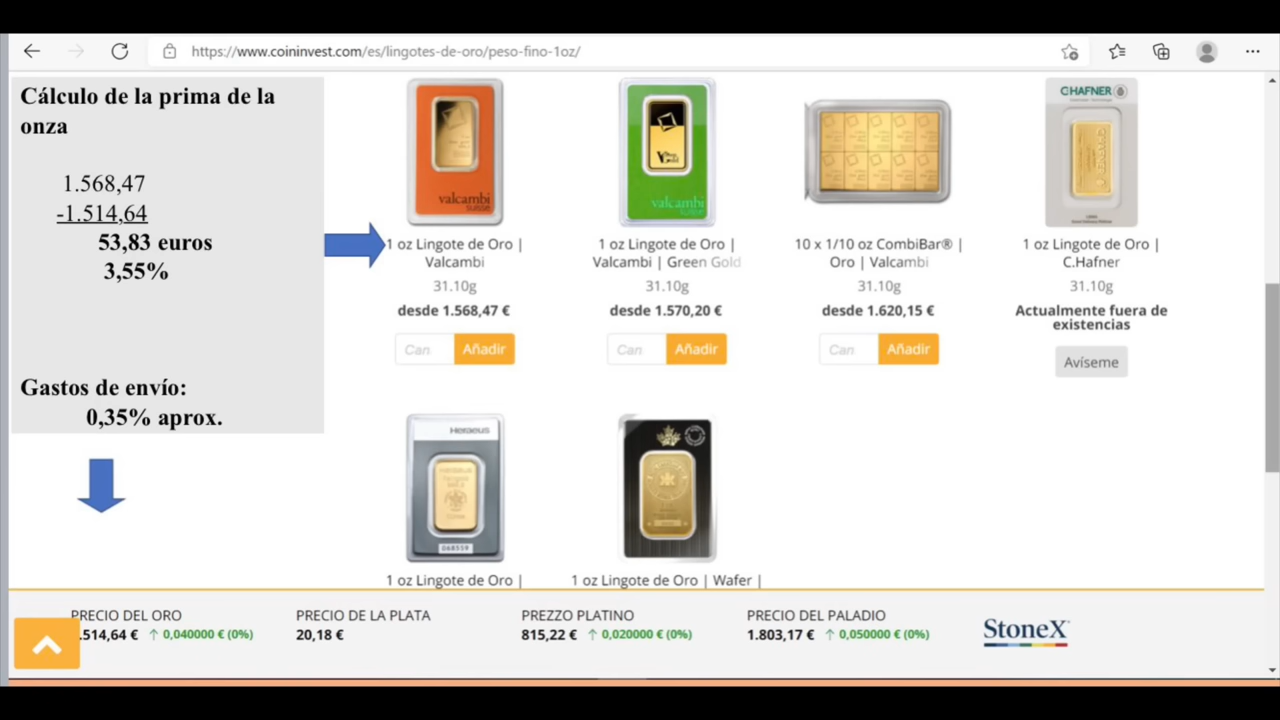 https://www.coininvest.com/es/lingotes-de-oro/peso-fino-1oz/
Cálculo de la prima de la
onza
1.568,47
-1.514,64
53,83 euros
3,55%
Gastos de envío:
0,35% aprox.
valcambi
suisse
1 oz Lingote de Oro |
Valcambi
31.10g
desde 1.568,47 €
Can
Añadir
valcambi
suisse
1 oz Lingote de Oro |
Valcambi | Green Gold
31.10g
desde 1.570,20 €
Can
Añadir
10 x 1/10 oz CombiBar® |
Oro | Valcambi
31.10g
desde 1.620,15 €
Can
Añadir
C.HAFNER
1 oz Lingote de Oro |
C.Hafner
31.10g
Actualmente fuera de
existencias
Avíseme
Heraeus
068559
1 oz Lingote de Oro |
1 oz Lingote de Oro | Wafer |
PRECIO DEL ORO
.514,64 € ↑ 0,040000 € (0%)
PRECIO DE LA PLATA
20,18 €
PREZZO PLATINO
815,22 € ↑ 0,020000 € (0%)
PRECIO DEL PALADIO
1.803,17 € ↑ 0,050000 € (0%)
StoneX